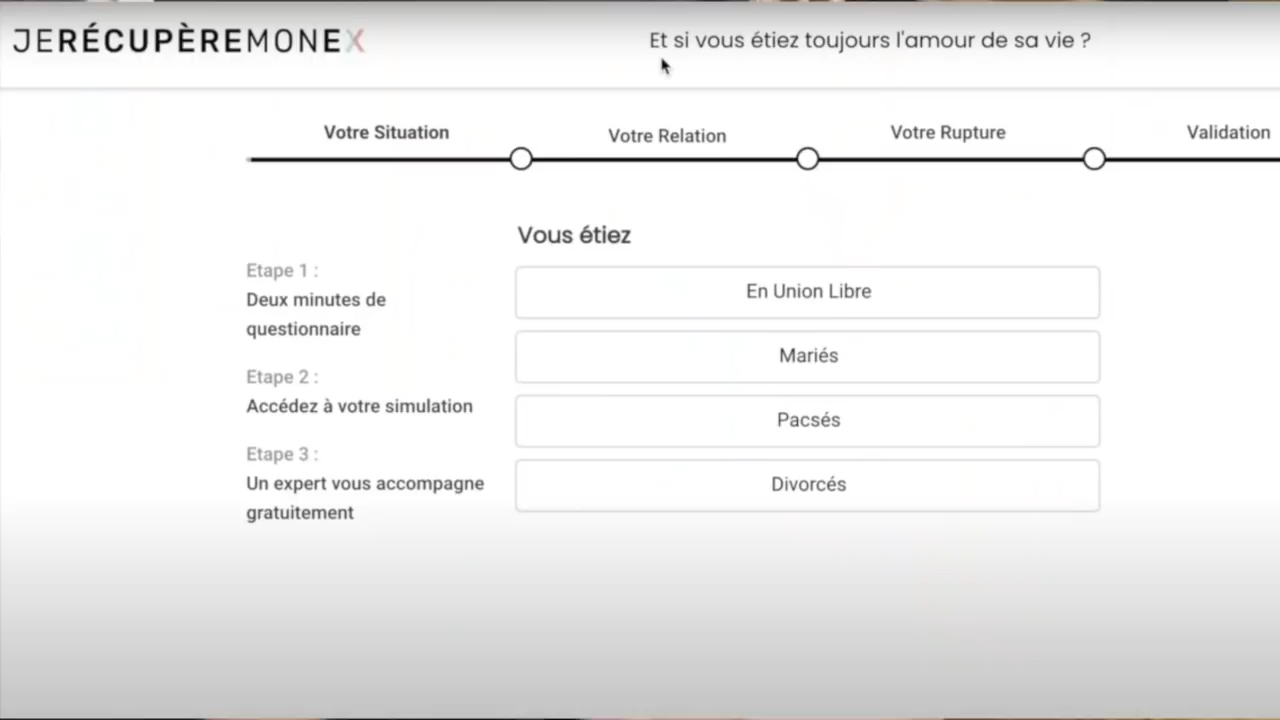 JERÉCUPÈREMONEX
Et si vous étiez toujours l'amour de sa vie ?
Votre Situation
Votre Relation
Votre Rupture
Validation
Vous étiez
Etape 1 :
Deux minutes de
questionnaire
Etape 2 :
Accédez à votre simulation
Etape 3 :
Un expert vous accompagne
gratuitement
En Union Libre
Mariés
Pacsés
Divorcés